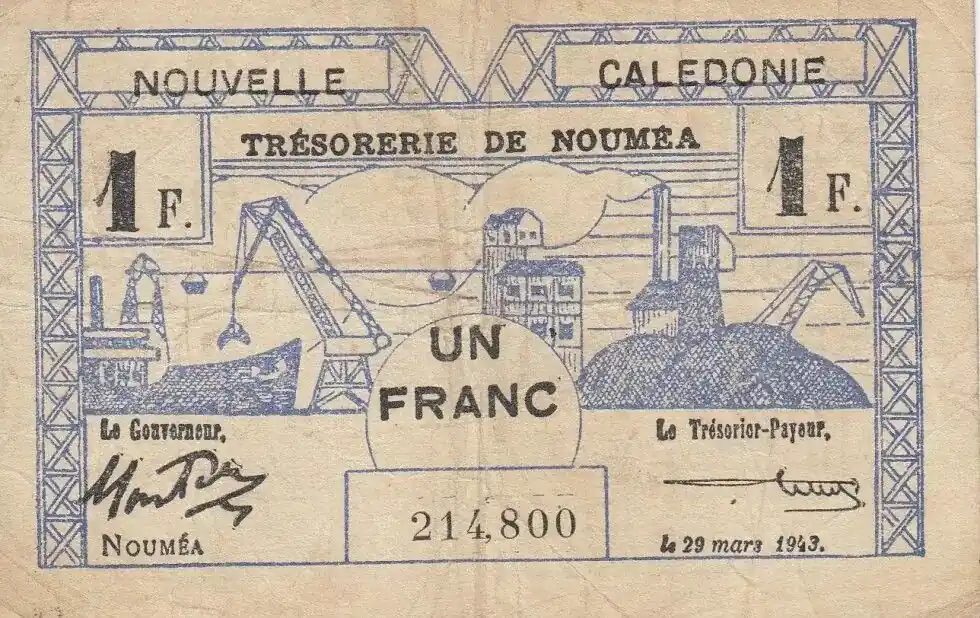 NOUVELLE CALEDONIE
TRÉSORERIE DE NOUMÉA
1 F. 1 F.
UN
FRANC
Le Gouverneur, Le Trésorier-Payeur,
214,800
NOUMÉA le 29 mars 1943.